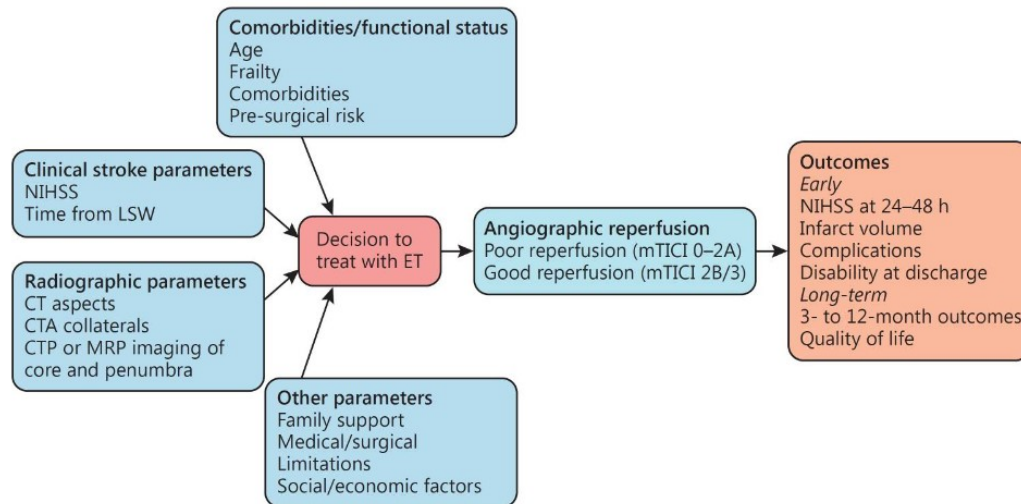 Comorbidities/functional status
Age
Frailty
Comorbidities
Pre-surgical risk
Clinical stroke parameters
NIHSS
Time from LSW
Radiographic parameters
CT aspects
CTA collaterals
CTP or MRP imaging of
core and penumbra
Other parameters
Family support
Medical/surgical
Limitations
Social/economic factors
Decision to
treat with ET
Angiographic reperfusion
Poor reperfusion (mTICI 0–2A)
Good reperfusion (mTICI 2B/3)
Outcomes
Early
NIHSS at 24–48 h
Infarct volume
Complications
Disability at discharge
Long-term
3- to 12-month outcomes
Quality of life